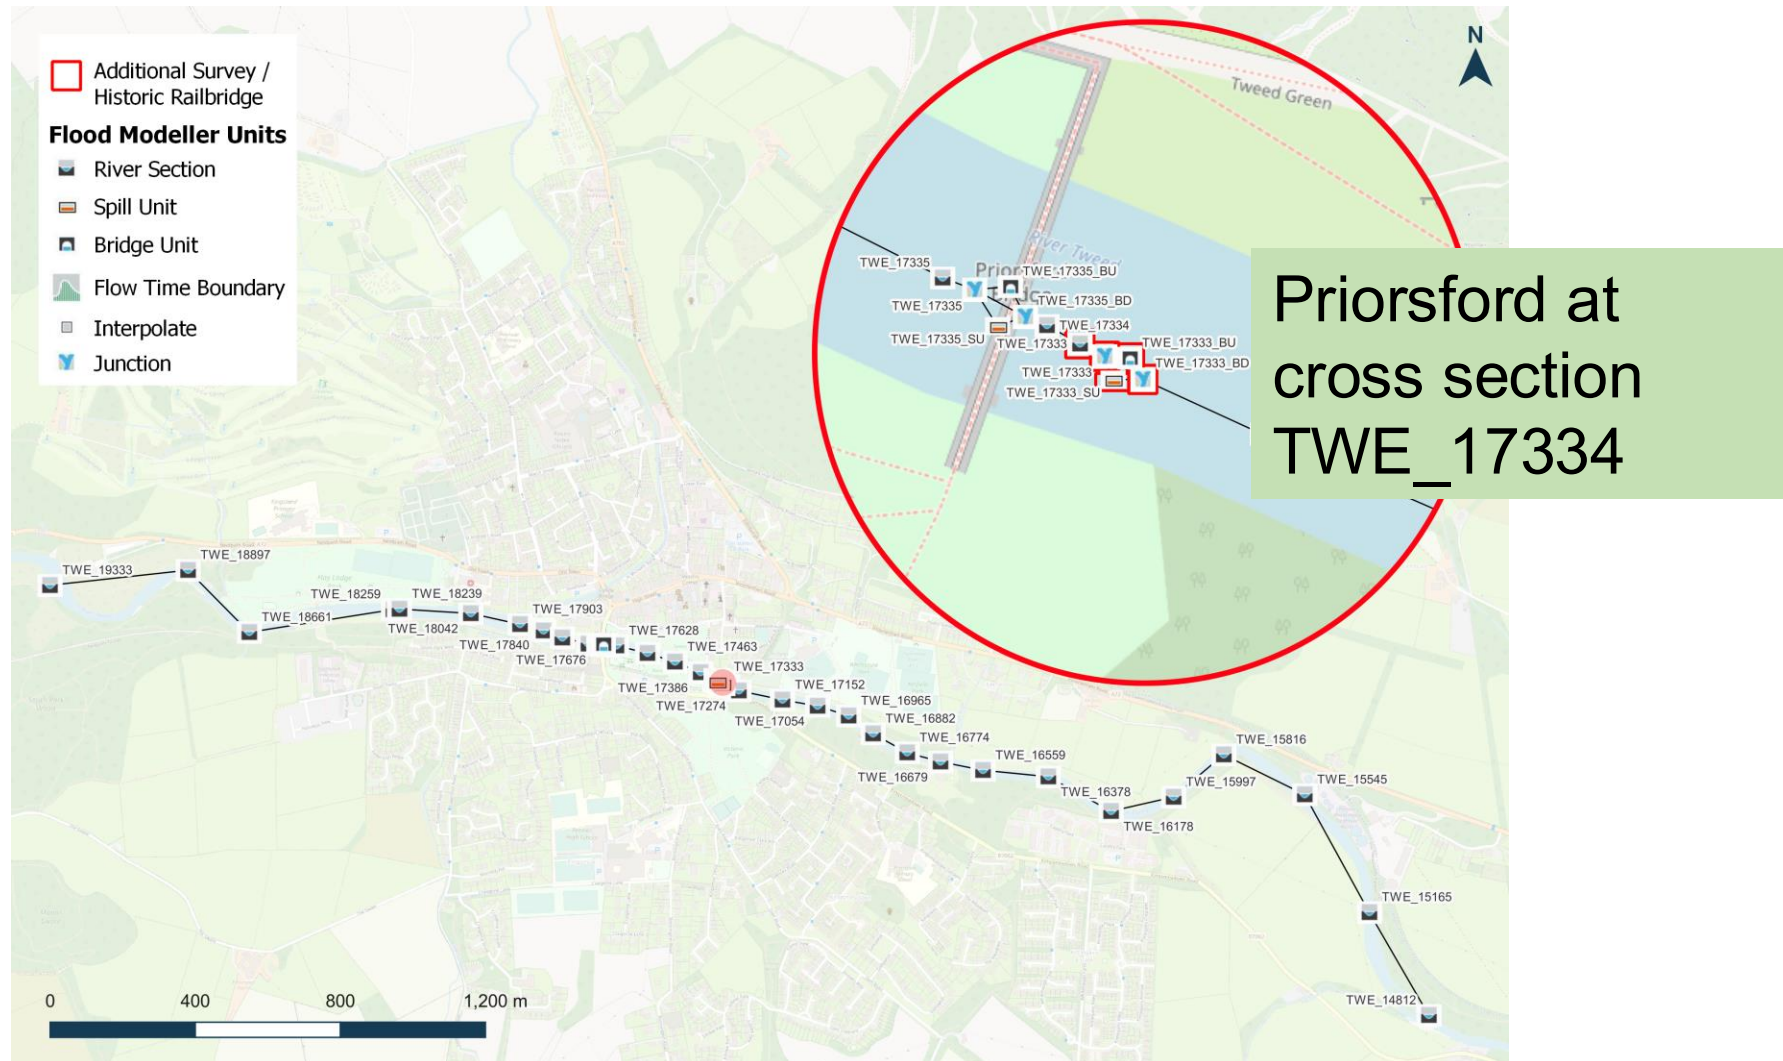 Additional Survey /
Historic Railbridge
Flood Modeller Units
River Section
Spill Unit
Bridge Unit
Flow Time Boundary
Interpolate
Junction
N
Tweed Green
River Tweed
TWE_17335
TWE_17335_BU
TWE_17335
TWE_17335_BD
TWE_17335_SU
TWE_17334
TWE_17333
TWE_17333_BU
TWE_17333
TWE_17333_BD
TWE_17333_SU
Priorsford at
cross section
TWE_17334
TWE_19333
TWE_18897
TWE_18661
TWE_18259
TWE_18239
TWE_18042
TWE_17903
TWE_17840
TWE_17676
TWE_17628
TWE_17463
TWE_17386
TWE_17333
TWE_17274
TWE_17152
TWE_17054
TWE_16965
TWE_16882
TWE_16774
TWE_16679
TWE_16559
TWE_16378
TWE_16178
TWE_15997
TWE_15816
TWE_15545
TWE_15165
TWE_14812
0 400 800 1,200 m